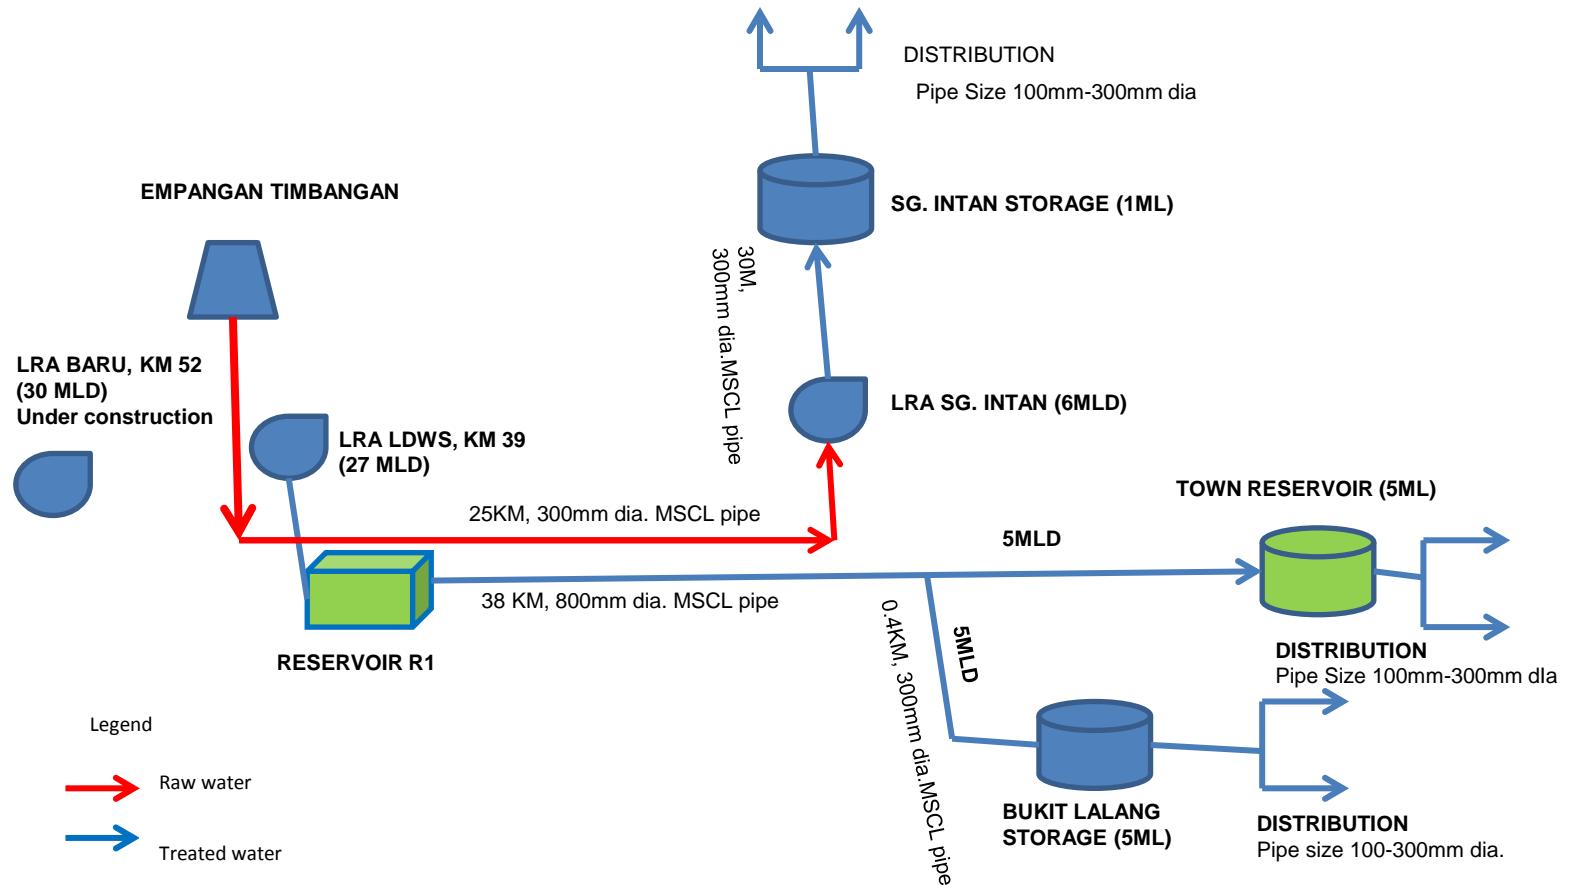 DISTRIBUTION
Pipe Size 100mm-300mm dia
EMPANGAN TIMBANGAN
SG. INTAN STORAGE (1ML)
30M,
300mm dia.MSCL pipe
LRA BARU, KM 52
(30 MLD)
Under construction
LRA LDWS, KM 39
(27 MLD)
LRA SG. INTAN (6MLD)
25KM, 300mm dia. MSCL pipe
TOWN RESERVOIR (5ML)
5MLD
38 KM, 800mm dia. MSCL pipe
RESERVOIR R1
5MLD
0.4KM, 300mm dia.MSCL pipe
DISTRIBUTION
Pipe Size 100mm-300mm dIa
BUKIT LALANG
STORAGE (5ML)
DISTRIBUTION
Pipe size 100-300mm dia.
Legend
Raw water
Treated water